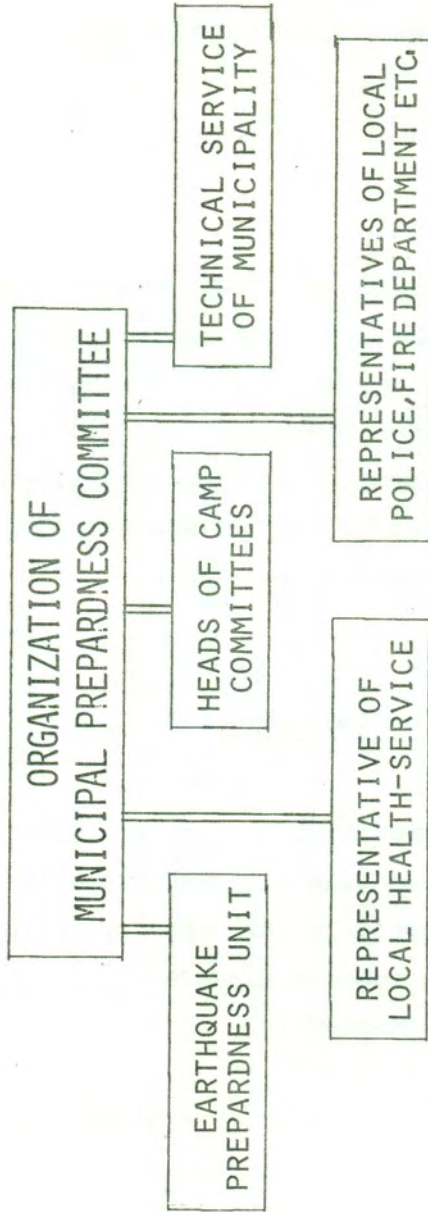 ORGANIZATION OF
MUNICIPAL PREPARDNESS COMMITTEE
EARTHQUAKE
PREPARDNESS UNIT
HEADS OF CAMP
COMMITTEES
TECHNICAL SERVICE
OF MUNICIPALITY
REPRESENTATIVE OF
LOCAL HEALTH-SERVICE
REPRESENTATIVES OF LOCAL
POLICE,FIRE DEPARTMENT ETC.